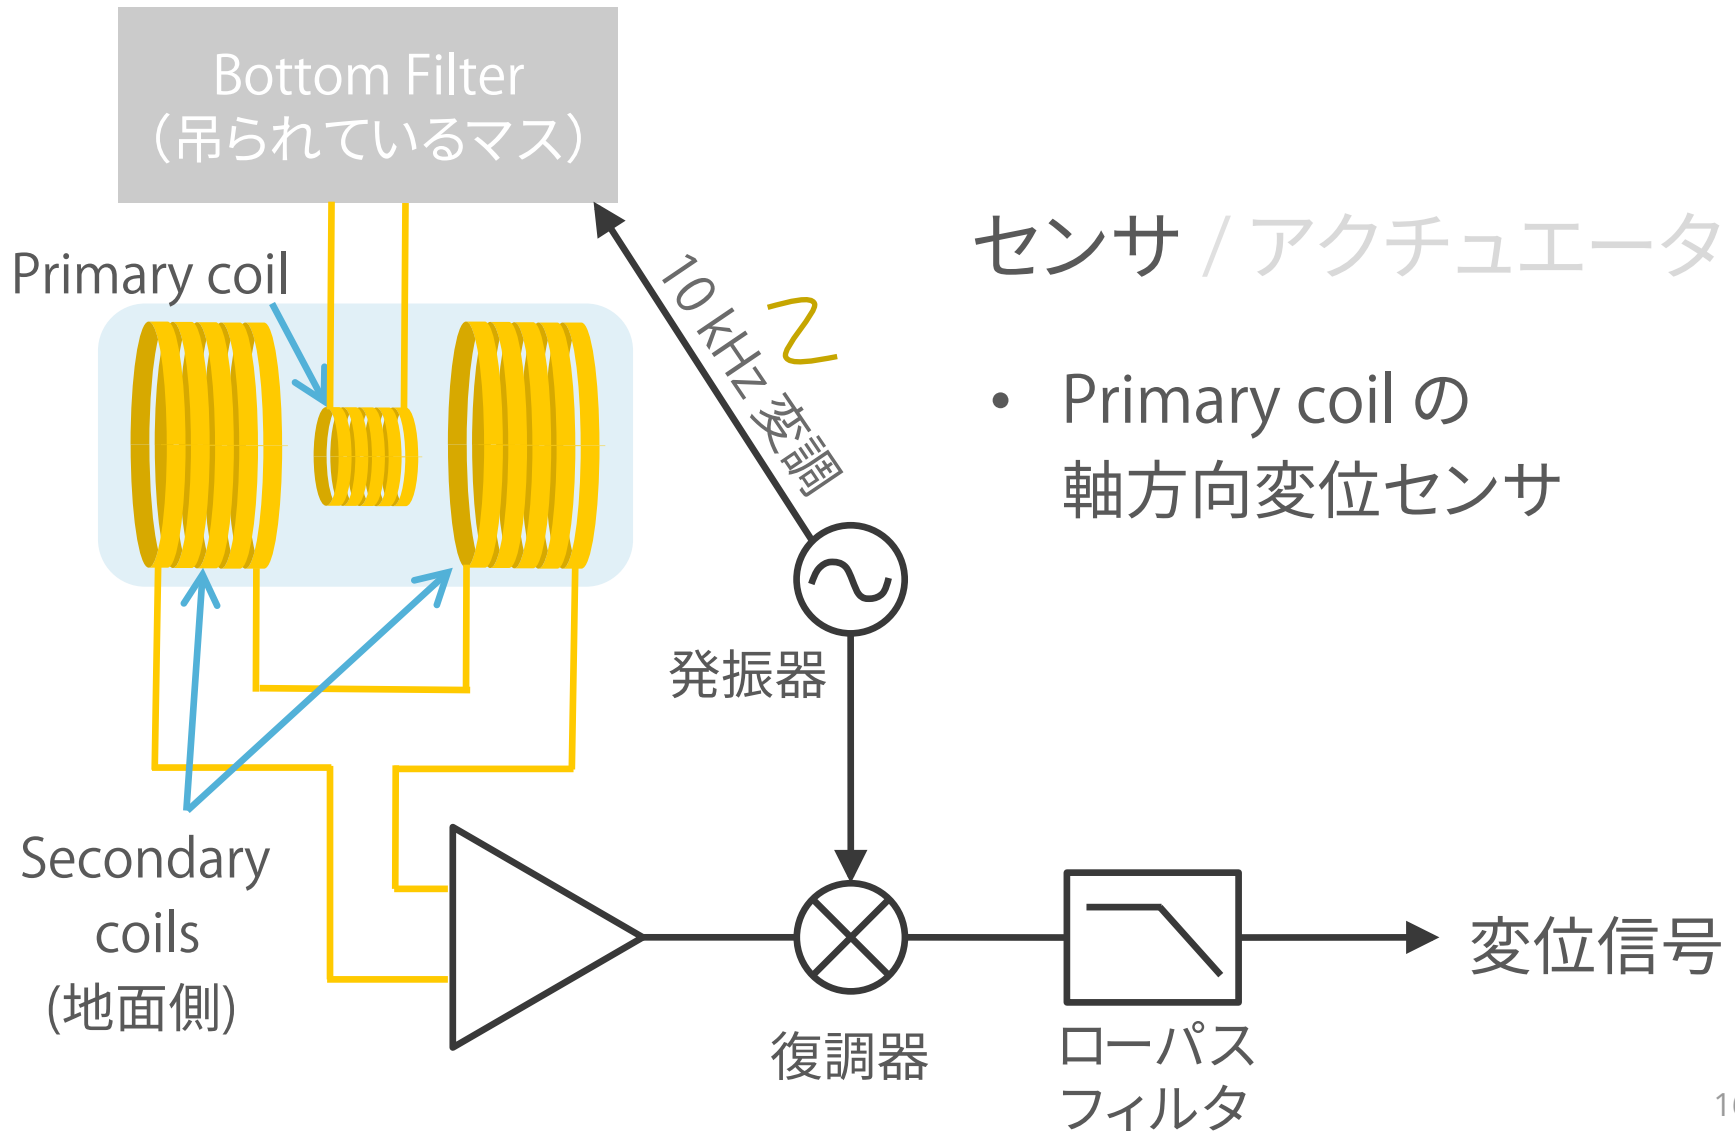 Bottom Filter
（吊られているマス）
Primary coil
10 kHz 変調
センサ / アクチュエータ
• Primary coil の
軸方向変位センサ
発振器
Secondary
coils
(地面側)
変位信号
復調器
ローパス
フィルタ